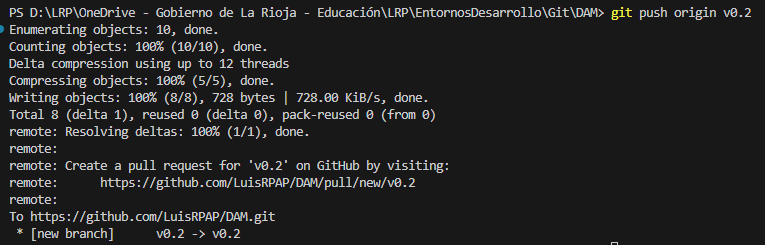 PS D:\LRP\OneDrive - Gobierno de La Rioja - Educación\LRP\EntornosDesarrollo\Git\DAM> git push origin v0.2
Enumerating objects: 10, done.
Counting objects: 100% (10/10), done.
Delta compression using up to 12 threads
Compressing objects: 100% (5/5), done.
Writing objects: 100% (8/8), 728 bytes | 728.00 KiB/s, done.
Total 8 (delta 1), reused 0 (delta 0), pack-reused 0 (from 0)
remote: Resolving deltas: 100% (1/1), done.
remote:
remote: Create a pull request for 'v0.2' on GitHub by visiting:
remote:      https://github.com/LuisRPAP/DAM/pull/new/v0.2
remote:
To https://github.com/LuisRPAP/DAM.git
 * [new branch]      v0.2 -> v0.2